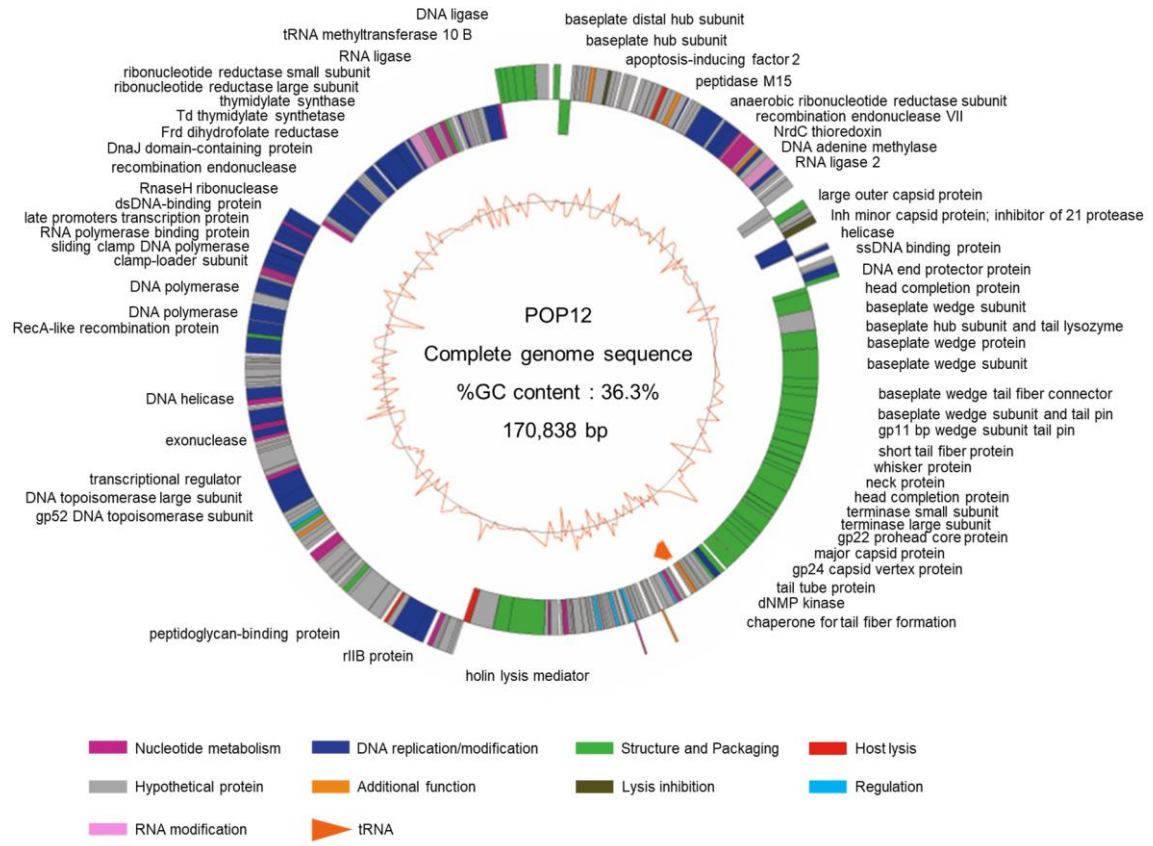 DNA ligase
tRNA methyltransferase 10 B
RNA ligase
ribonucleotide reductase small subunit
ribonucleotide reductase large subunit
thymidylate synthase
Td thymidylate synthetase
Frd dihydrofolate reductase
DnaJ domain-containing protein
recombination endonuclease
RnaseH ribonuclease
dsDNA-binding protein
late promoters transcription protein
RNA polymerase binding protein
sliding clamp DNA polymerase
clamp-loader subunit
DNA polymerase
DNA polymerase
RecA-like recombination protein
DNA helicase
exonuclease
transcriptional regulator
DNA topoisomerase large subunit
gp52 DNA topoisomerase subunit
peptidoglycan-binding protein
rIIB protein
holin lysis mediator
baseplate distal hub subunit
baseplate hub subunit
apoptosis-inducing factor 2
peptidase M15
anaerobic ribonucleotide reductase subunit
recombination endonuclease VII
NrdC thioredoxin
DNA adenine methylase
RNA ligase 2
large outer capsid protein
Inh minor capsid protein; inhibitor of 21 protease
helicase
ssDNA binding protein
DNA end protector protein
head completion protein
baseplate wedge subunit
baseplate hub subunit and tail lysozyme
baseplate wedge protein
baseplate wedge subunit
baseplate wedge tail fiber connector
baseplate wedge subunit and tail pin
gp11 bp wedge subunit tail pin
short tail fiber protein
whisker protein
neck protein
head completion protein
terminase small subunit
terminase large subunit
gp22 prohead core protein
major capsid protein
gp24 capsid vertex protein
tail tube protein
dNMP kinase
chaperone for tail fiber formation
POP12
Complete genome sequence
%GC content : 36.3%
170,838 bp
Nucleotide metabolism
DNA replication/modification
Structure and Packaging
Host lysis
Hypothetical protein
Additional function
Lysis inhibition
Regulation
RNA modification
tRNA